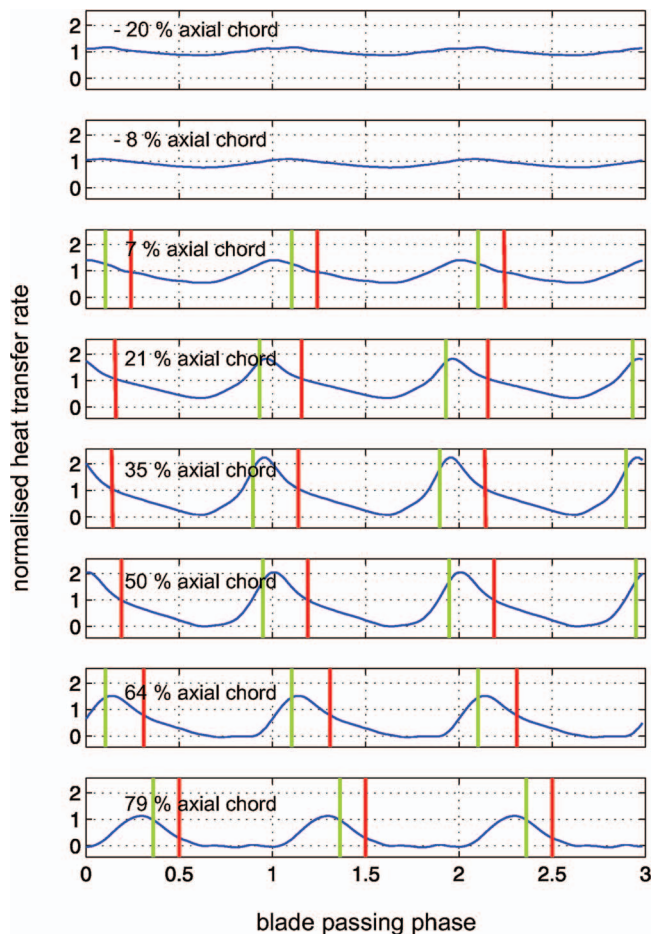 normalised heat transfer rate
2
1
0
- 20 % axial chord
2
1
0
- 8 % axial chord
2
1
0
7 % axial chord
2
1
0
21 % axial chord
2
1
0
35 % axial chord
2
1
0
50 % axial chord
2
1
0
64 % axial chord
2
1
0
79 % axial chord
0 0.5 1 1.5 2 2.5 3
blade passing phase